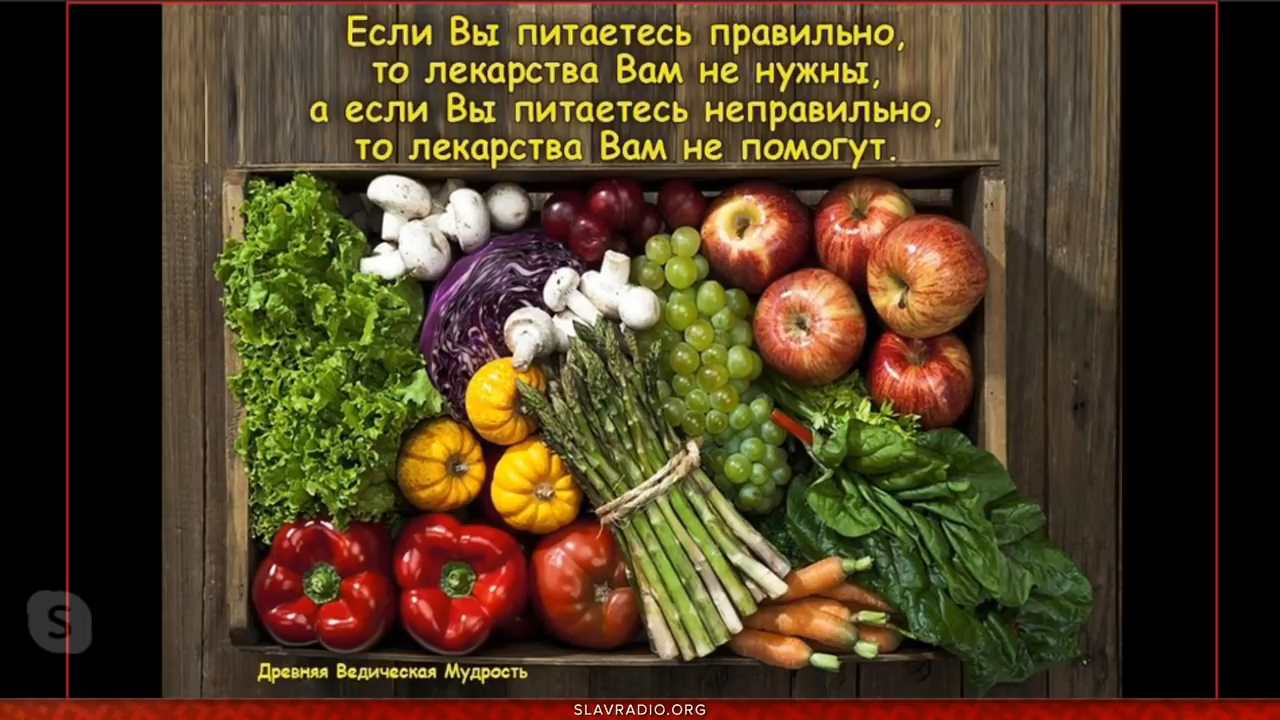 Если Вы питаетесь правильно,
то лекарства Вам не нужны,
а если Вы питаетесь неправильно,
то лекарства Вам не помогут.
S
Древняя Ведическая Мудрость
SLAVRADIO.ORG